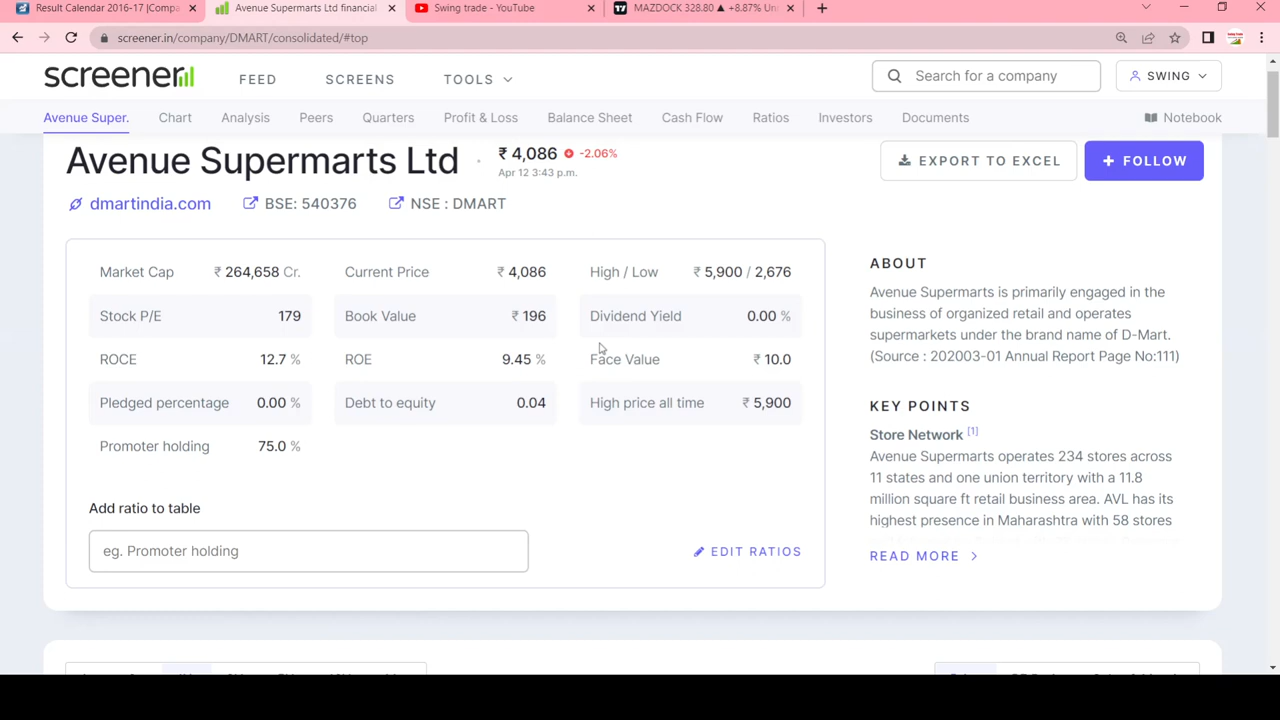 Result Calendar 2016-17 |Compa
Avenue Supermarts Ltd financial
Swing trade - YouTube
MAZDOCK 328.80 ▲ +8.87% Un
screener.in/company/DMART/consolidated/#top
screener
FEED
SCREENS
TOOLS
Search for a company
SWING
Avenue Super.
Chart
Analysis
Peers
Quarters
Profit & Loss
Balance Sheet
Cash Flow
Ratios
Investors
Documents
Notebook
Avenue Supermarts Ltd
₹ 4,086
-2.06%
Apr 12 3:43 p.m.
EXPORT TO EXCEL
+ FOLLOW
dmartindia.com
BSE: 540376
NSE : DMART
Market Cap ₹ 264,658 Cr.
Current Price ₹ 4,086
High / Low ₹ 5,900 / 2,676
Stock P/E 179
Book Value ₹ 196
Dividend Yield 0.00 %
ROCE 12.7 %
ROE 9.45 %
Face Value ₹ 10.0
Pledged percentage 0.00 %
Debt to equity 0.04
High price all time ₹ 5,900
Promoter holding 75.0 %
Add ratio to table
eg. Promoter holding
EDIT RATIOS
ABOUT
Avenue Supermarts is primarily engaged in the
business of organized retail and operates
supermarkets under the brand name of D-Mart.
(Source : 202003-01 Annual Report Page No:111)
KEY POINTS
Store Network [1]
Avenue Supermarts operates 234 stores across
11 states and one union territory with a 11.8
million square ft retail business area. AVL has its
highest presence in Maharashtra with 58 stores
READ MORE